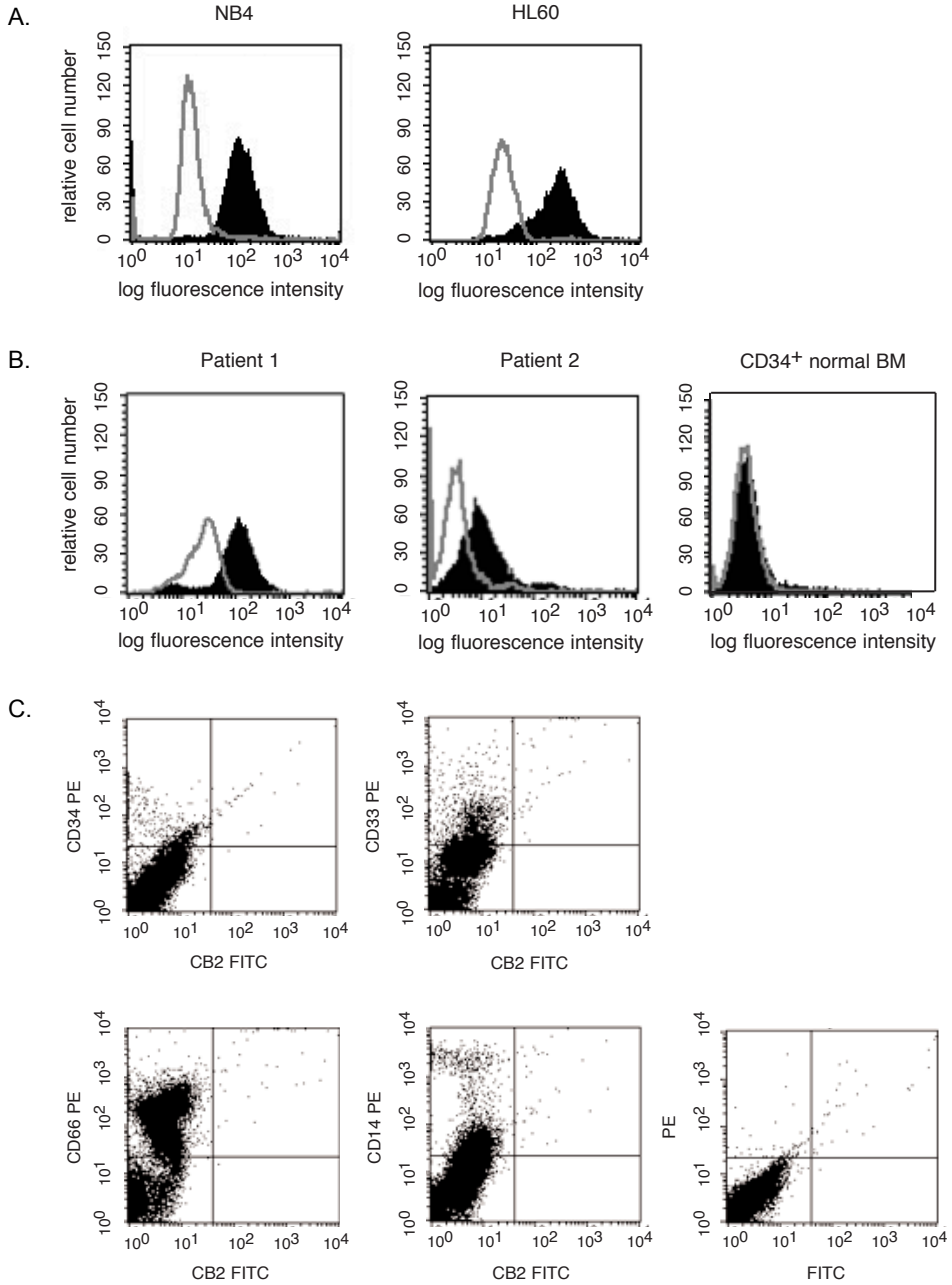 A.
NB4
HL60
relative cell number
150
120
90
60
30
0
150
120
90
60
30
0
10⁰ 10¹ 10² 10³ 10⁴
10⁰ 10¹ 10² 10³ 10⁴
log fluorescence intensity
log fluorescence intensity
B.
Patient 1
Patient 2
CD34⁺ normal BM
relative cell number
150
120
90
60
30
0
150
120
90
60
30
0
150
120
90
60
30
0
10⁰ 10¹ 10² 10³ 10⁴
10⁰ 10¹ 10² 10³ 10⁴
10⁰ 10¹ 10² 10³ 10⁴
log fluorescence intensity
log fluorescence intensity
log fluorescence intensity
C.
CD34 PE
10⁴
10³
10²
10¹
10⁰
10⁰ 10¹ 10² 10³ 10⁴
CB2 FITC
CD33 PE
10⁴
10³
10²
10¹
10⁰
10⁰ 10¹ 10² 10³ 10⁴
CB2 FITC
CD66 PE
10⁴
10³
10²
10¹
10⁰
10⁰ 10¹ 10² 10³ 10⁴
CB2 FITC
CD14 PE
10⁴
10³
10²
10¹
10⁰
10⁰ 10¹ 10² 10³ 10⁴
CB2 FITC
PE
10⁴
10³
10²
10¹
10⁰
10⁰ 10¹ 10² 10³ 10⁴
FITC